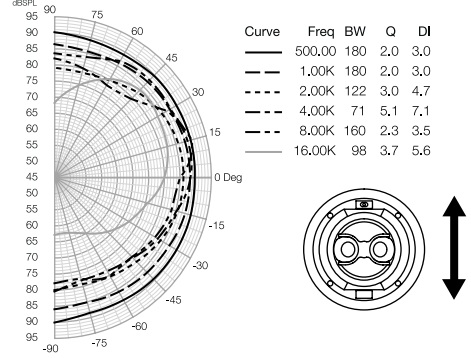 dBSPL
95 90 75
90
85 60
80
75 45
70
65 30
60
55 15
50
45 0 Deg
50
55 -15
60
65 -30
70
75 -45
80
85 -60
90
95 -75
-90
Curve Freq BW Q DI
500.00 180 2.0 3.0
1.00K 180 2.0 3.0
2.00K 122 3.0 4.7
4.00K 71 5.1 7.1
8.00K 160 2.3 3.5
16.00K 98 3.7 5.6